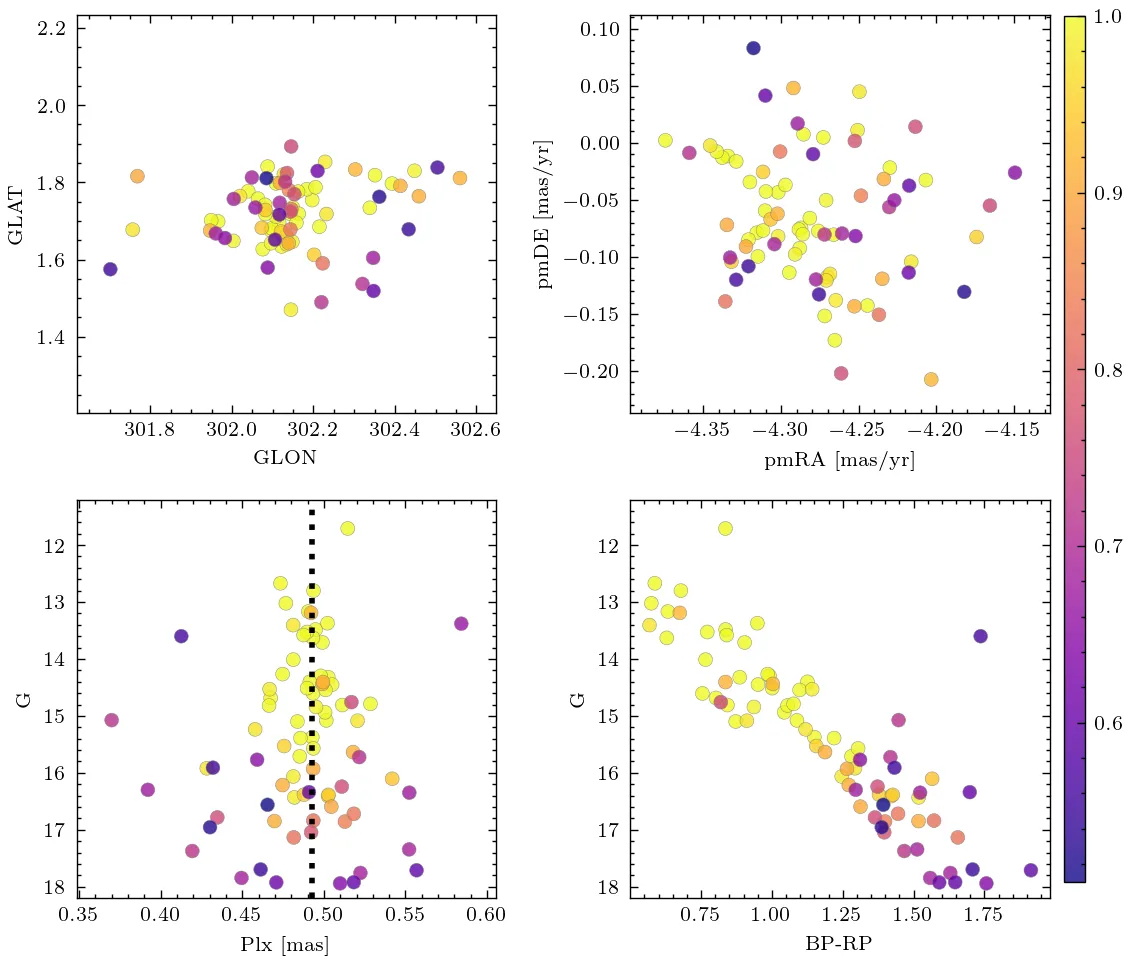 2.2
2.0
1.8
1.6
1.4
GLAT
301.8 302.0 302.2 302.4 302.6
GLON
0.10
0.05
0.00
−0.05
−0.10
−0.15
−0.20
pmDE [mas/yr]
−4.35 −4.30 −4.25 −4.20 −4.15
pmRA [mas/yr]
1.0
0.9
0.8
0.7
0.6
12
13
14
15
16
17
18
G
0.35 0.40 0.45 0.50 0.55 0.60
Plx [mas]
12
13
14
15
16
17
18
G
0.75 1.00 1.25 1.50 1.75
BP-RP